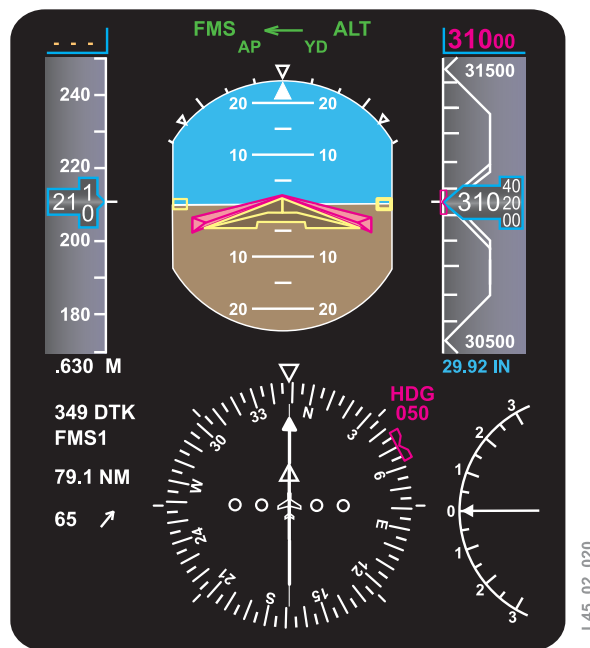 - - -
FMS ← ALT
AP YD
31000
240
220
21 1
0
200
180
.630 M
20 20
10 10
10 10
20 20
31500
310 40
20
00
30500
29.92 IN
349 DTK
FMS1
79.1 NM
65 ↗
HDG
050
N
3
6
E
12
15
S
21
24
W
30
33
3
2
1
0
1
2
3
L45_02_020